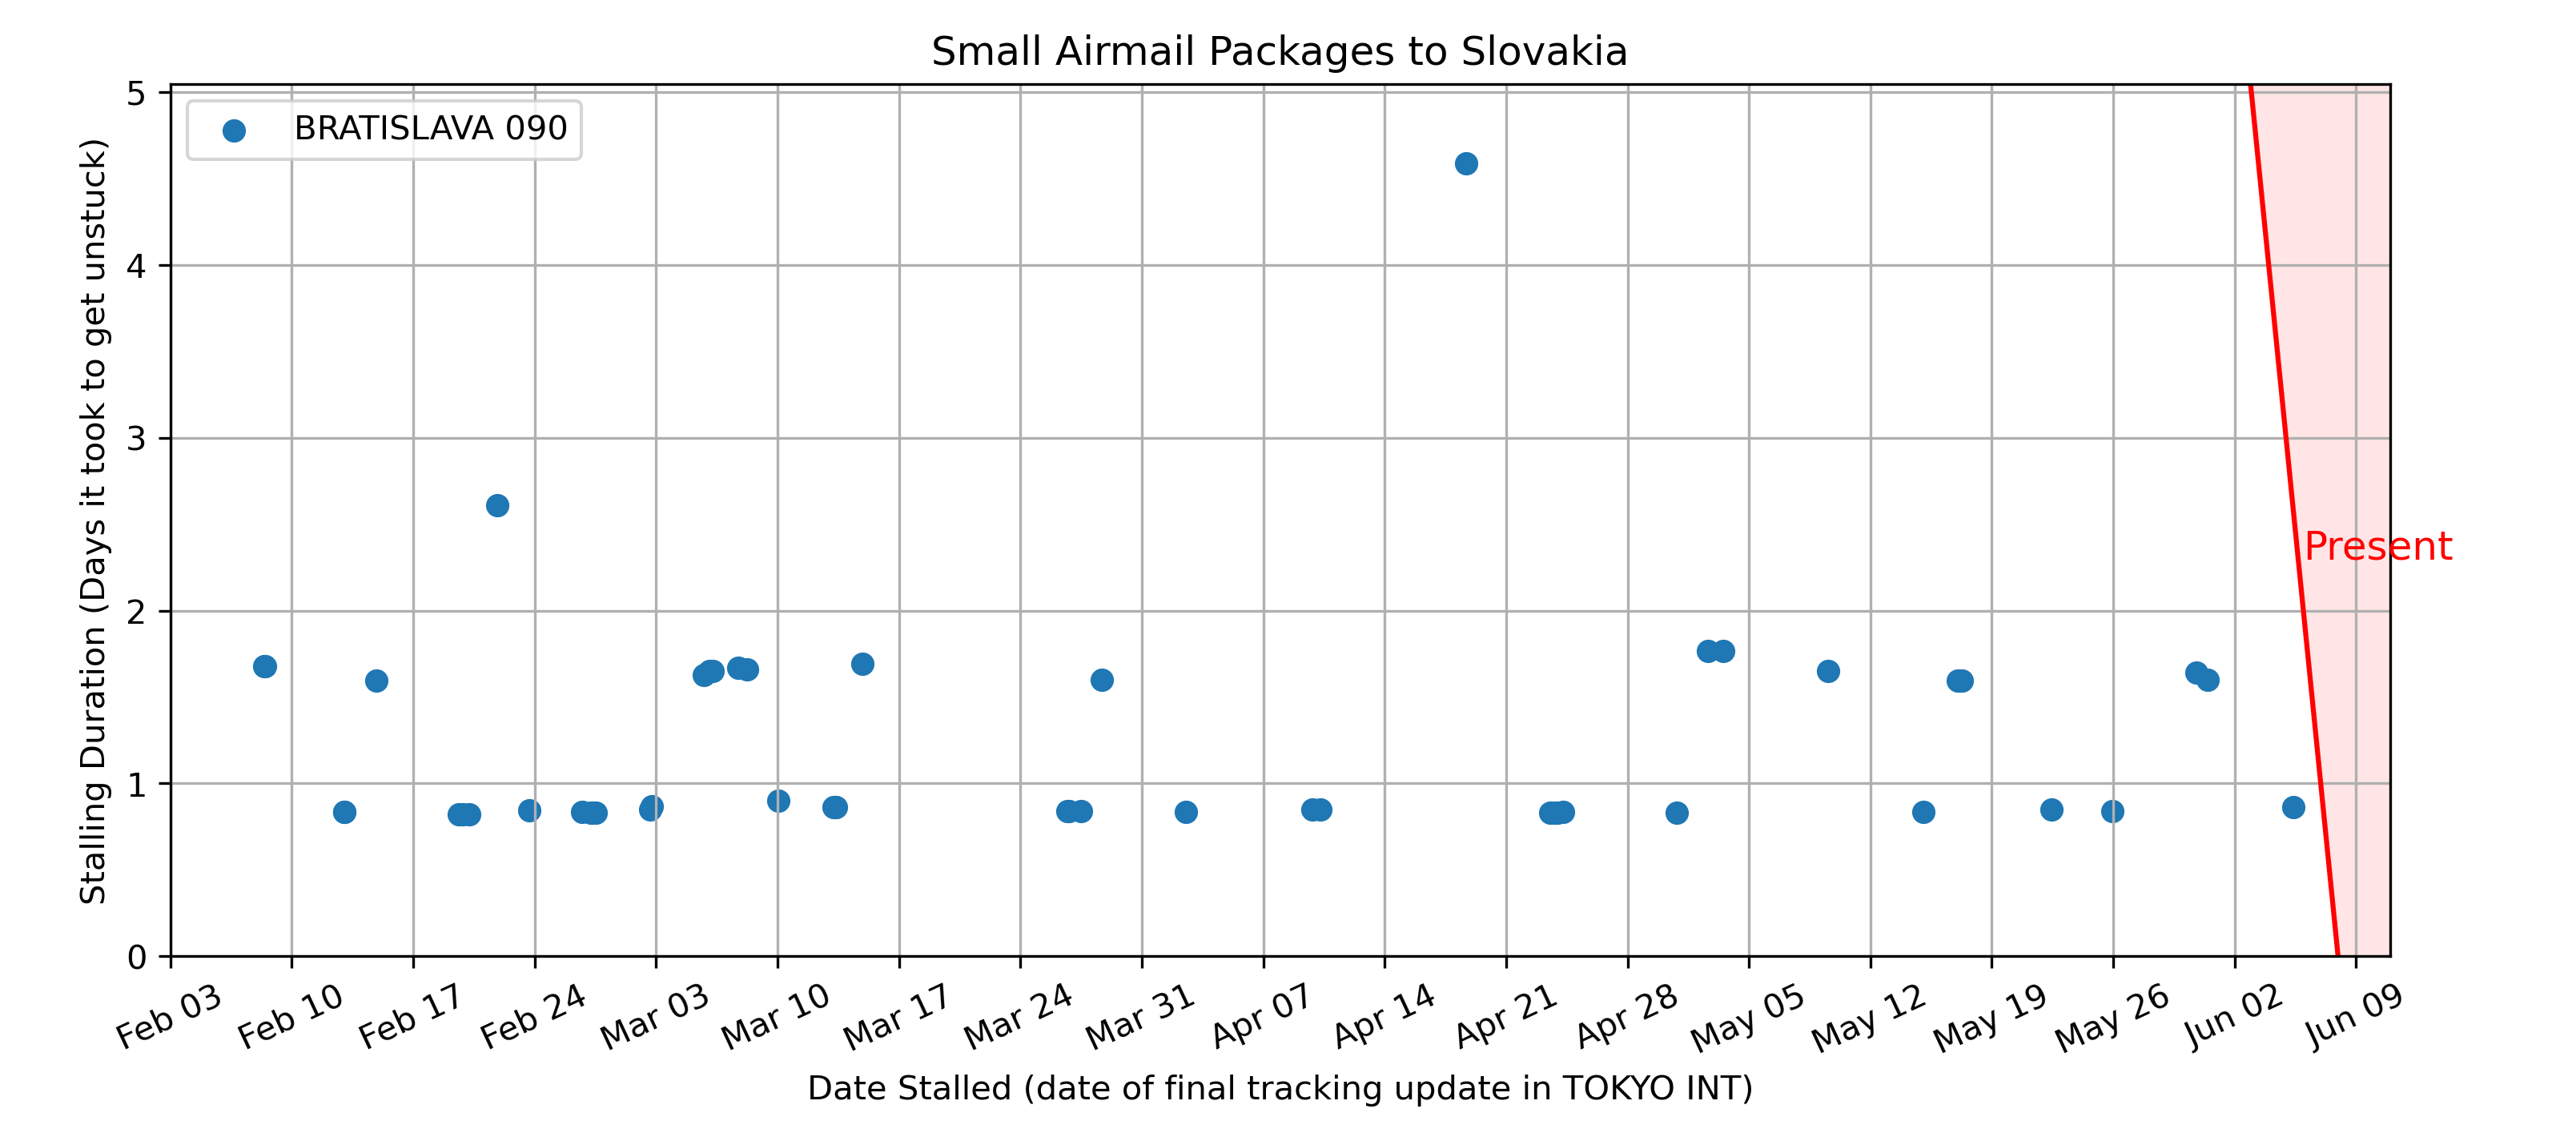 Small Airmail Packages to Slovakia
BRATISLAVA 090
Stalling Duration (Days it took to get unstuck)
5
4
3
2
1
0
Present
Feb 03
Feb 10
Feb 17
Feb 24
Mar 03
Mar 10
Mar 17
Mar 24
Mar 31
Apr 07
Apr 14
Apr 21
Apr 28
May 05
May 12
May 19
May 26
Jun 02
Jun 09
Date Stalled (date of final tracking update in TOKYO INT)